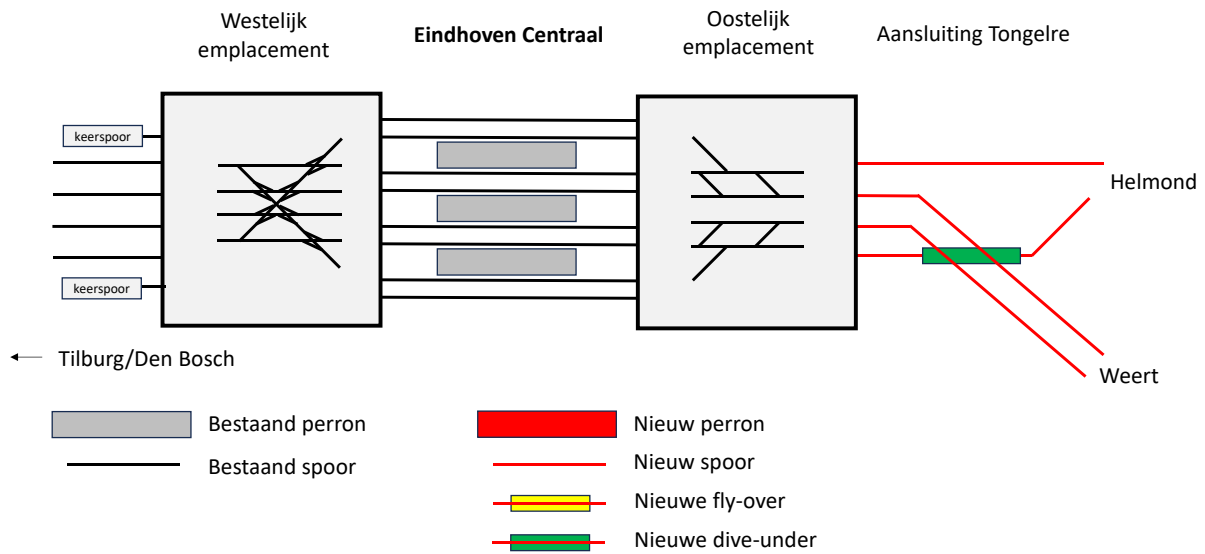 Westelijk
emplacement
Eindhoven Centraal
Oostelijk
emplacement
Aansluiting Tongelre
keerspoor
keerspoor
Helmond
Weert
← Tilburg/Den Bosch
Bestaand perron
Bestaand spoor
Nieuw perron
Nieuw spoor
Nieuwe fly-over
Nieuwe dive-under